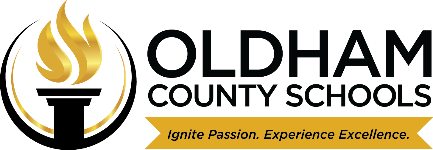 OLDHAM
COUNTY SCHOOLS
Ignite Passion. Experience Excellence.